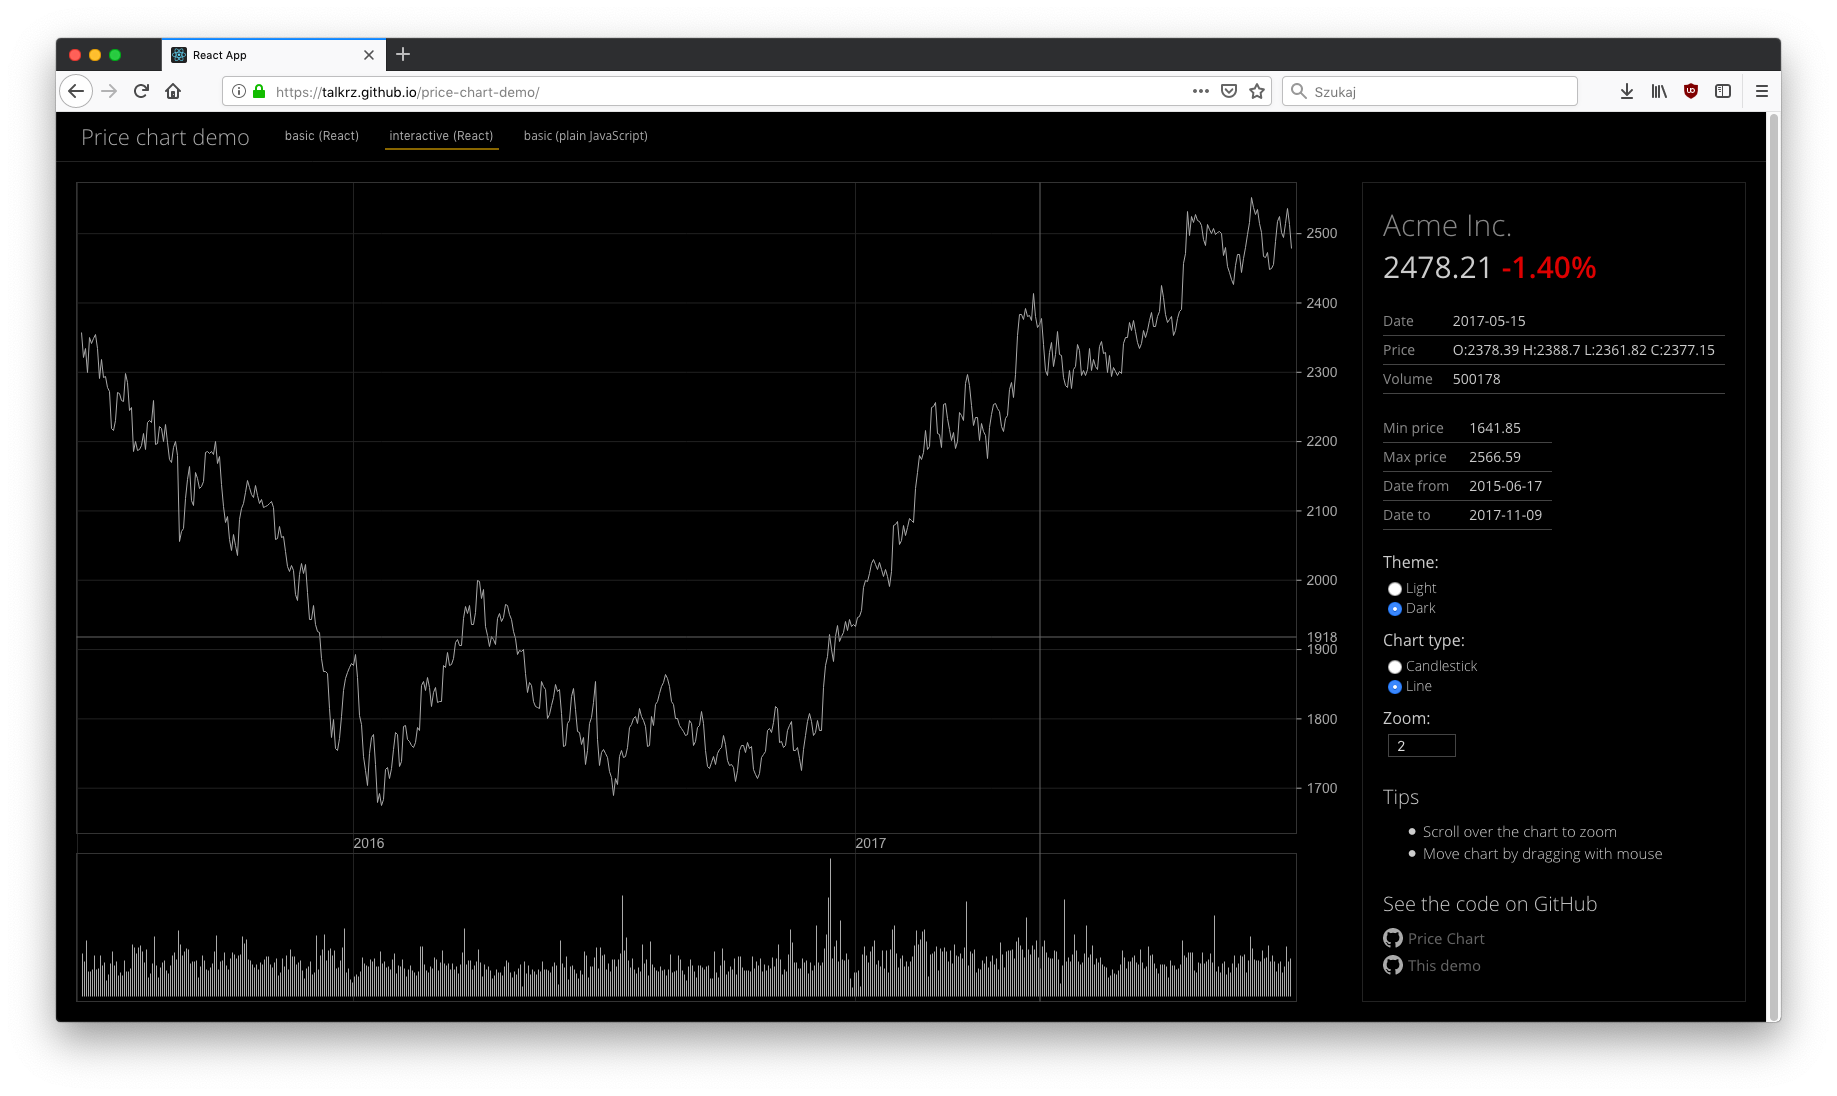 React App
https://talkrz.github.io/price-chart-demo/
Szukaj
Price chart demo
basic (React)
interactive (React)
basic (plain JavaScript)
2500
2400
2300
2200
2100
2000
1918
1900
1800
1700
2016
2017
Acme Inc.
2478.21 -1.40%
Date 2017-05-15
Price O:2378.39 H:2388.7 L:2361.82 C:2377.15
Volume 500178
Min price 1641.85
Max price 2566.59
Date from 2015-06-17
Date to 2017-11-09
Theme:
Light
Dark
Chart type:
Candlestick
Line
Zoom:
2
Tips
Scroll over the chart to zoom
Move chart by dragging with mouse
See the code on GitHub
Price Chart
This demo